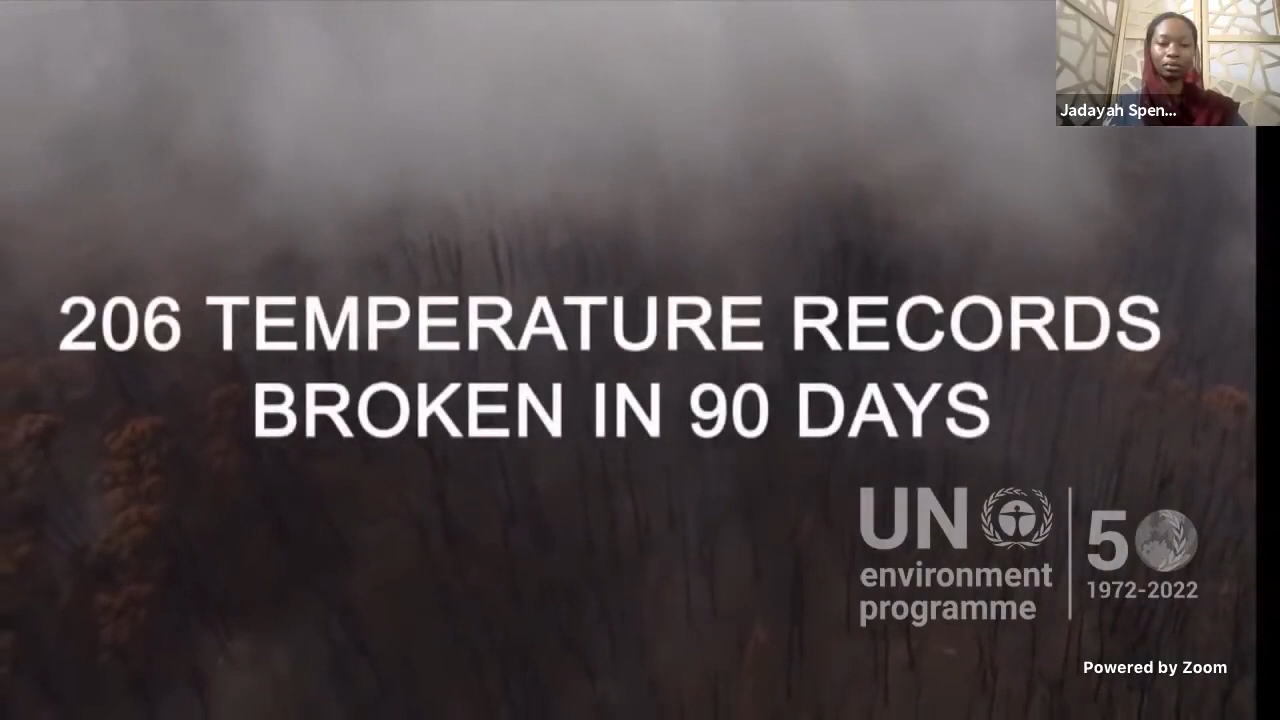 Jadayah Spen...
206 TEMPERATURE RECORDS
BROKEN IN 90 DAYS
UN
environment
programme
50
1972-2022
Powered by Zoom